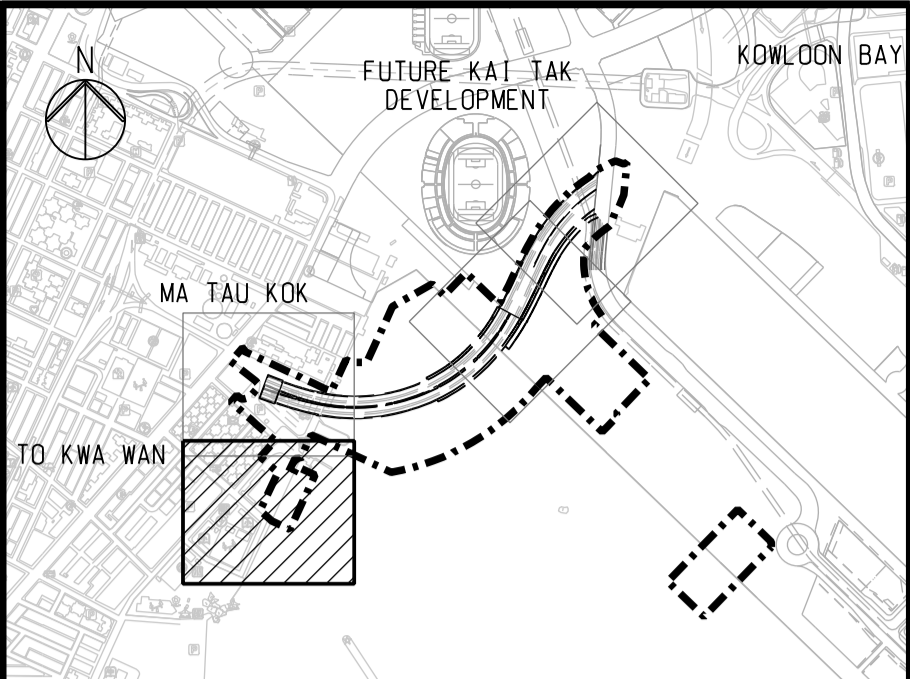 N
FUTURE KAI TAK
DEVELOPMENT
KOWLOON BAY
MA TAU KOK
TO KWA WAN